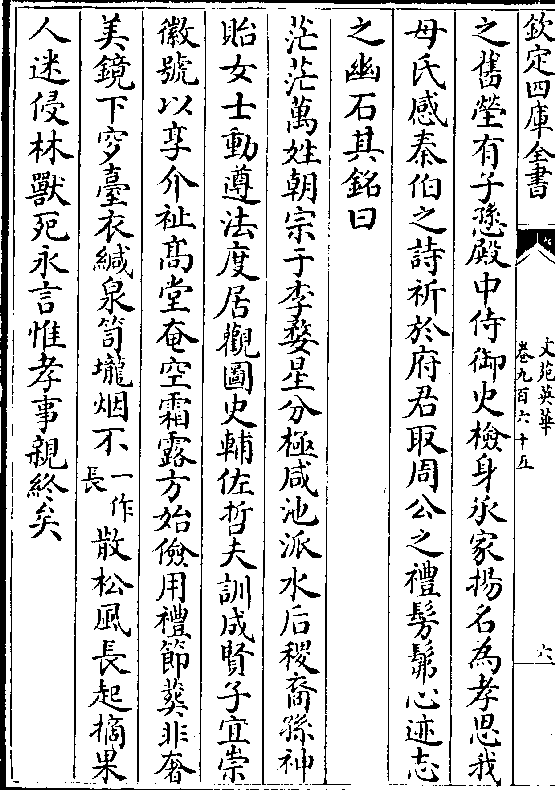 欽定四庫全書
文苑英華
卷九百六十五
六
之舊塋有子愻殿中侍御史檢身承家揚名為孝思我
母氏感秦伯之詩祈於府君取周公之禮髣髴心迹志
之幽石其銘曰
茫茫萬姓朝宗于李婺星分極咸池派水后稷裔孫神
貽女士動遵法度居觀圖史輔佐哲夫訓成賢子宜崇
徽號以享介祉髙堂奄空霜露方始儉用禮節葬非奢
美鏡下穸臺衣緘泉笥壠烟不一作長散松風長起摘果
人迷侵林獸死永言惟孝事親終矣